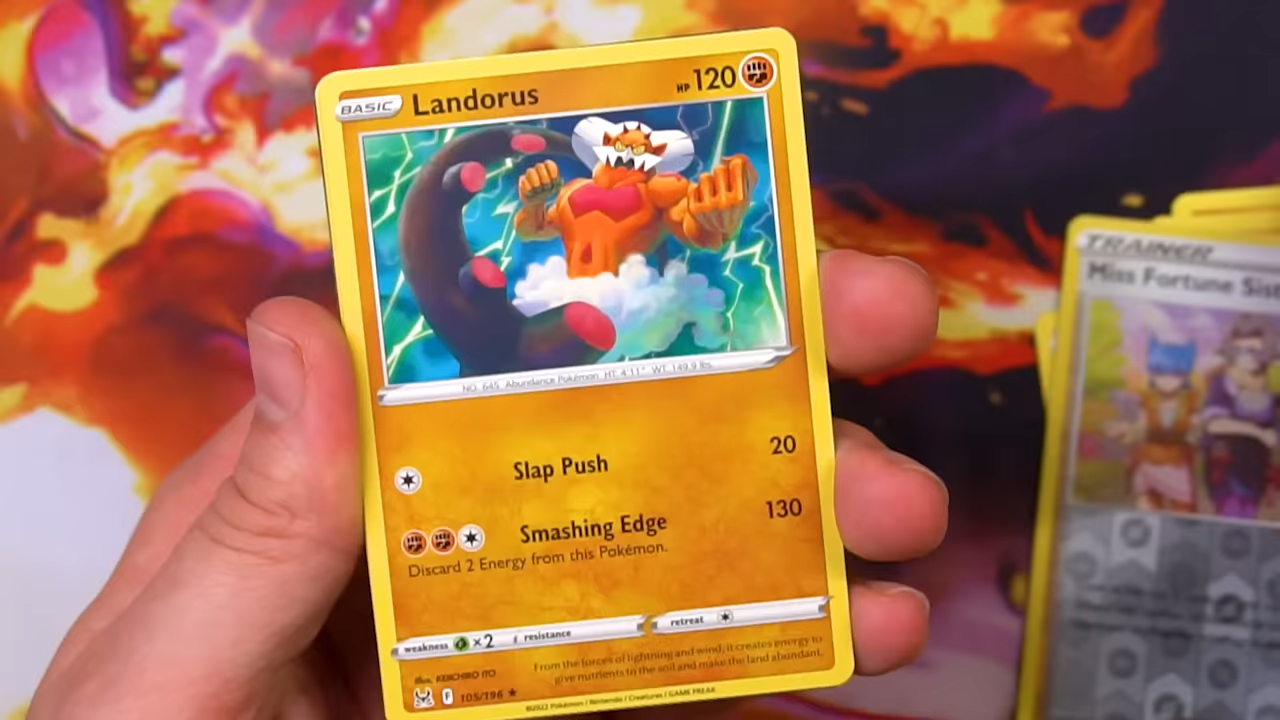 BASIC Landorus HP 120
NO. 645 Abundance Pokémon HT: 4'11" WT: 149.9 lbs.
Slap Push 20
Smashing Edge 130
Discard 2 Energy from this Pokémon.
weakness ×2 resistance retreat
Illus. KEIICHIRO ITO
From the forces of lightning and wind, it creates energy to
give nutrients to the soil and make the land abundant.
F 105/196 ★
©2022 Pokémon / Nintendo / Creatures / GAME FREAK
TRAINER
Miss Fortune Sist